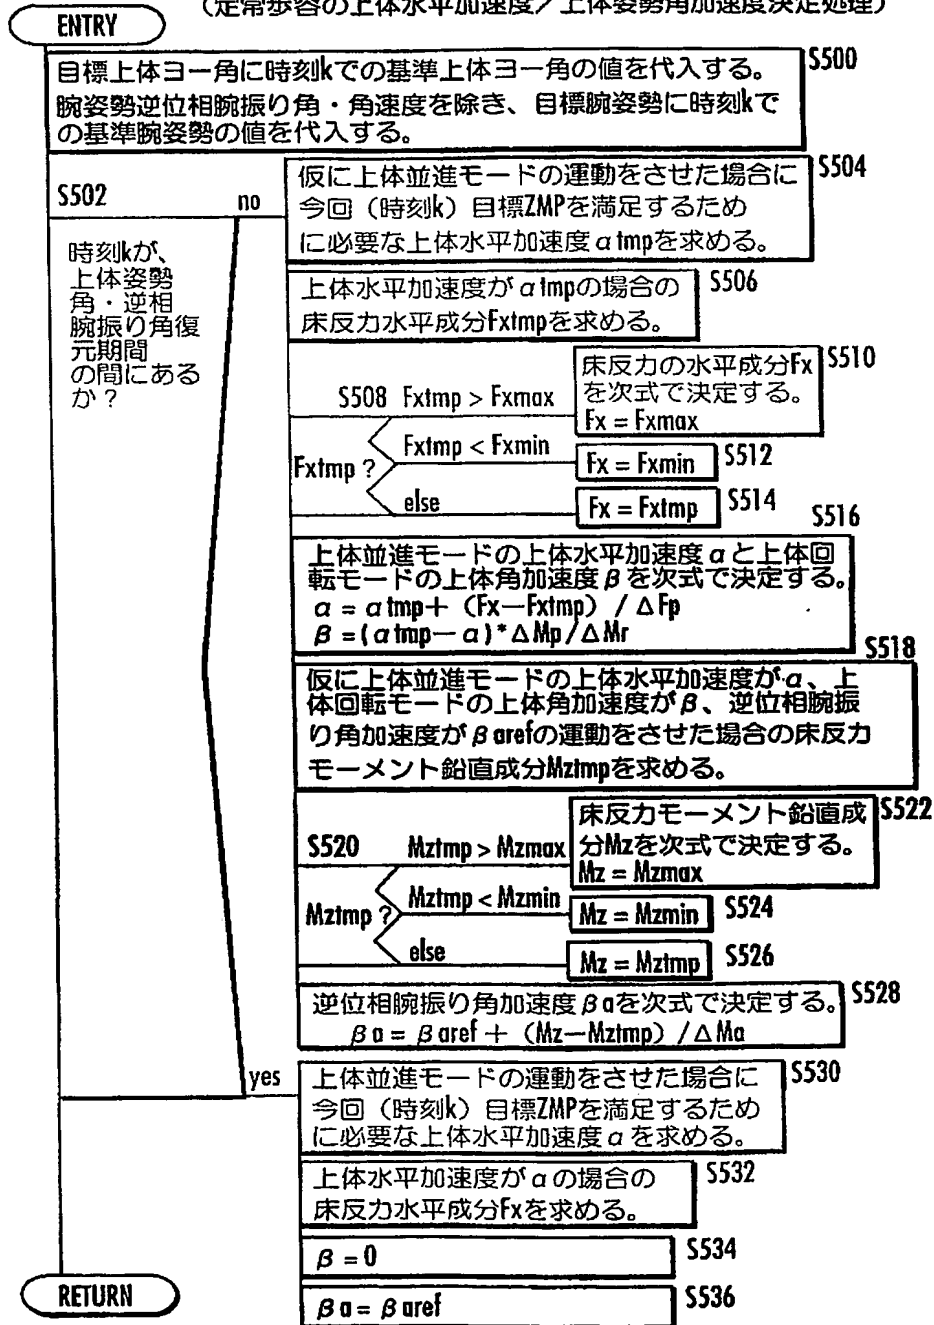 (定常歩容の上体水平加速度/上体姿勢角加速度決定処理)
ENTRY
目標上体ヨー角に時刻kでの基準上体ヨー角の値を代入する。
腕姿勢逆位相腕振り角・角速度を除き、目標腕姿勢に時刻kで
の基準腕姿勢の値を代入する。
S500
S502
no
時刻kが、
上体姿勢
角・逆相
腕振り角復
元期間
の間にある
か?
仮に上体並進モードの運動をさせた場合に
今回(時刻k)目標ZMPを満足するため
に必要な上体水平加速度αtmpを求める。
S504
上体水平加速度がαtmpの場合の
床反力水平成分Fxtmpを求める。
S506
S508
Fxtmp ?
Fxtmp > Fxmax
床反力の水平成分Fx
を次式で決定する。
Fx = Fxmax
S510
Fxtmp < Fxmin
Fx = Fxmin
S512
else
Fx = Fxtmp
S514
S516
上体並進モードの上体水平加速度αと上体回
転モードの上体角加速度βを次式で決定する。
α = αtmp+ (Fx−Fxtmp) / ΔFp
β =(αtmp− α)* ΔMp/ΔMr
S518
仮に上体並進モードの上体水平加速度がα、上
体回転モードの上体角加速度がβ、逆位相腕振
り角加速度がβarefの運動をさせた場合の床反力
モーメント鉛直成分Mztmpを求める。
S520
Mztmp ?
Mztmp > Mzmax
床反力モーメント鉛直成
分Mzを次式で決定する。
Mz = Mzmax
S522
Mztmp < Mzmin
Mz = Mzmin
S524
else
Mz = Mztmp
S526
逆位相腕振り角加速度βaを次式で決定する。
βa = βaref + (Mz−Mztmp) / ΔMa
S528
yes
上体並進モードの運動をさせた場合に
今回(時刻k)目標ZMPを満足するため
に必要な上体水平加速度αを求める。
S530
上体水平加速度がαの場合の
床反力水平成分Fxを求める。
S532
β = 0
S534
βa = βaref
S536
RETURN